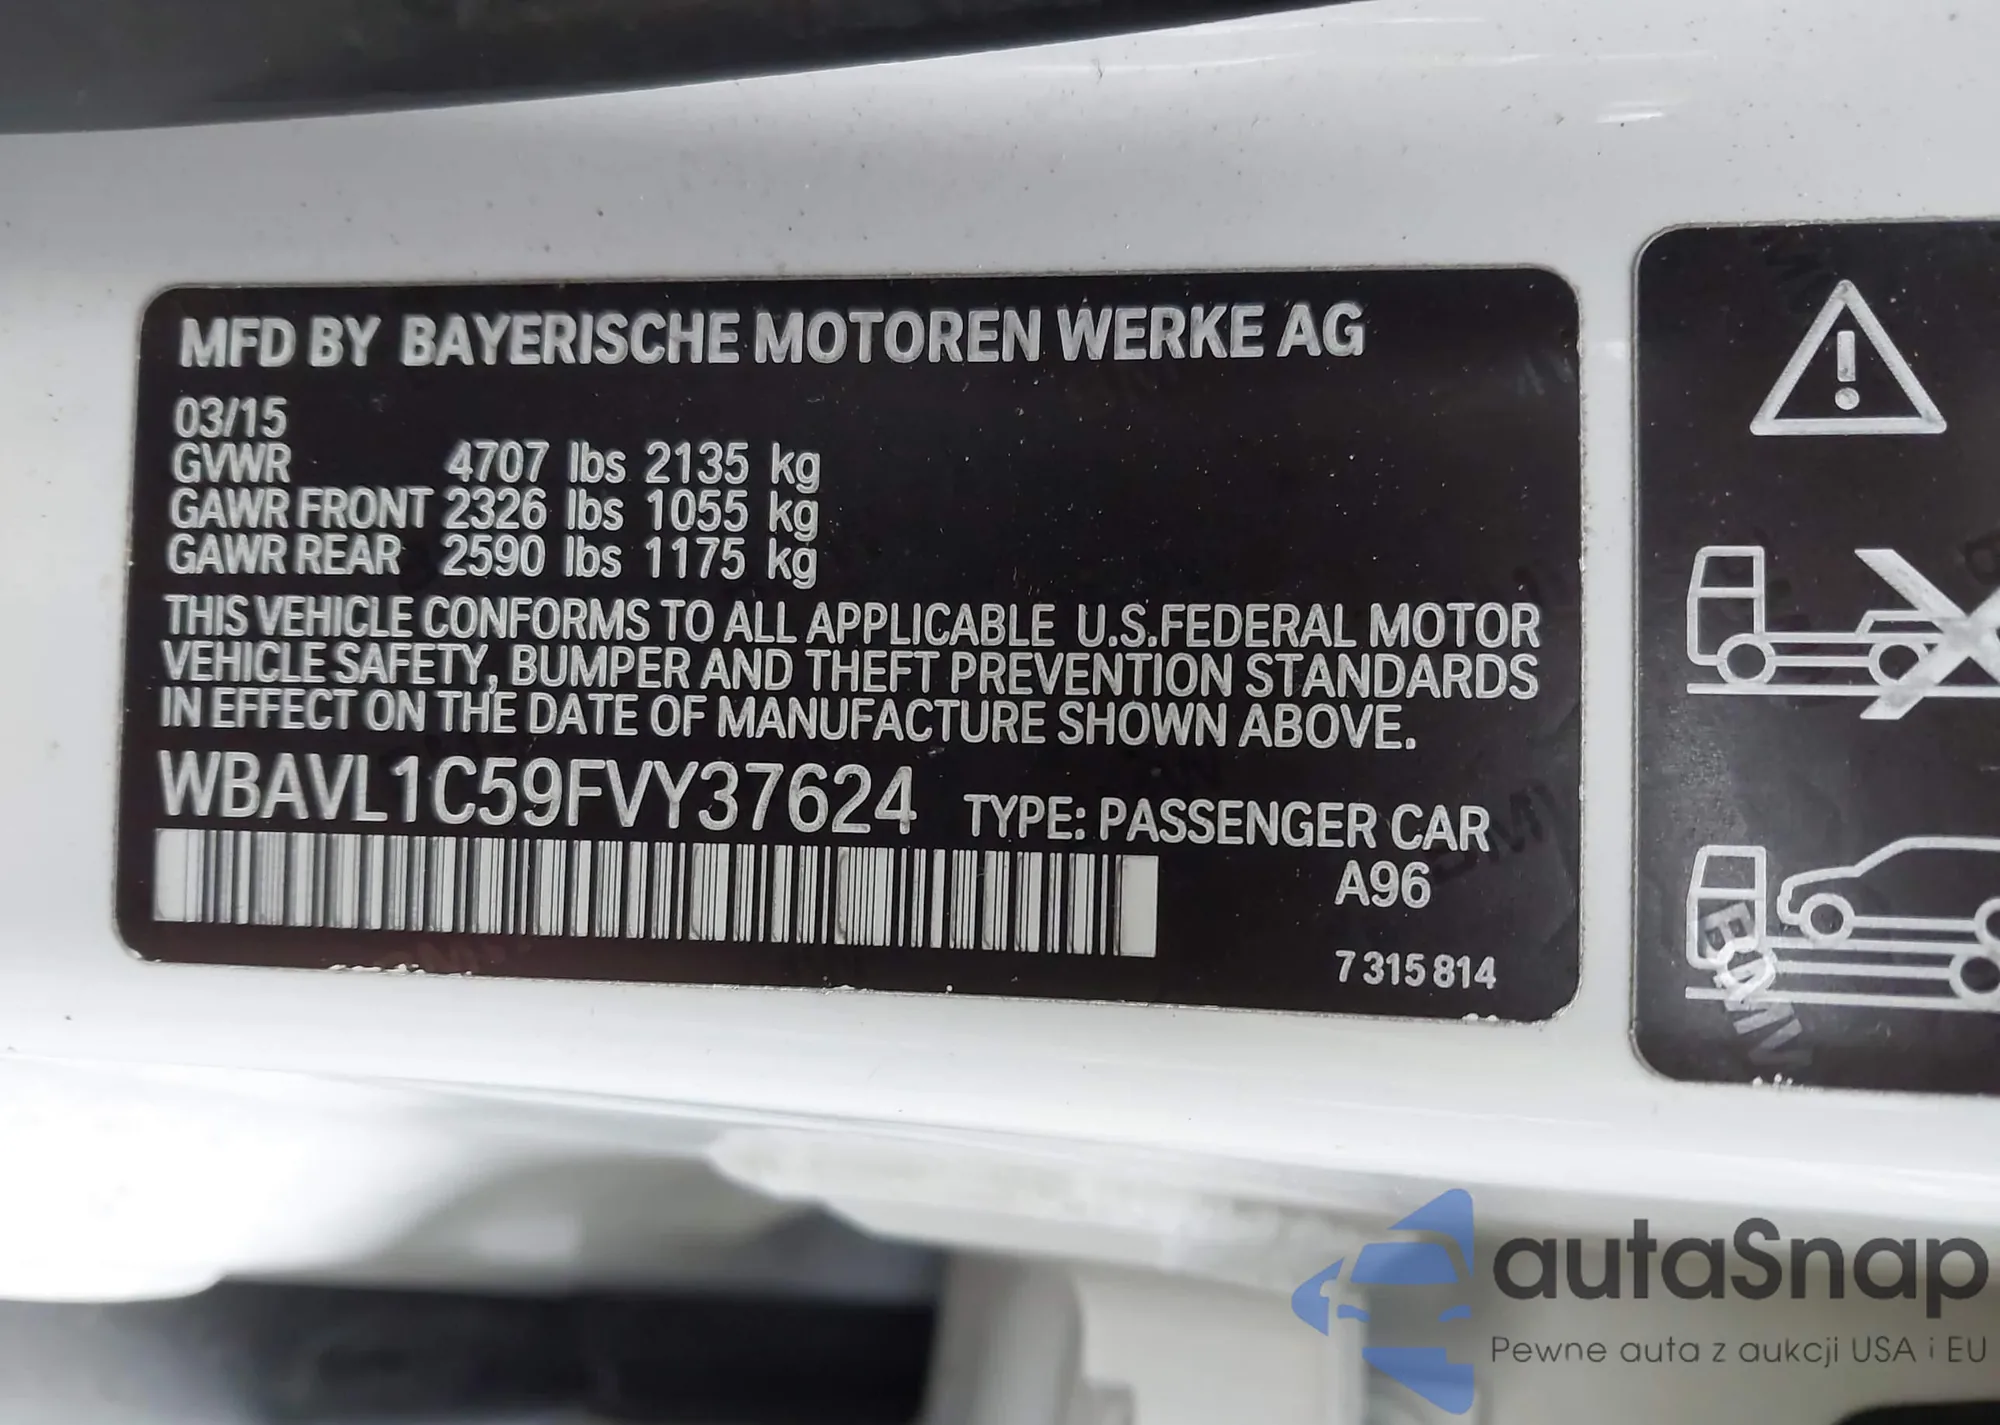 MFD BY BAYERISCHE MOTOREN WERKE AG
03/15
GVWR 4707 lbs 2135 kg
GAWR FRONT 2326 lbs 1055 kg
GAWR REAR 2590 lbs 1175 kg
THIS VEHICLE CONFORMS TO ALL APPLICABLE U.S.FEDERAL MOTOR
VEHICLE SAFETY, BUMPER AND THEFT PREVENTION STANDARDS
IN EFFECT ON THE DATE OF MANUFACTURE SHOWN ABOVE.
WBAVL1C59FVY37624 TYPE: PASSENGER CAR
A96
7 315 814
BMW
autaSnap
Pewne auta z aukcji USA i EU